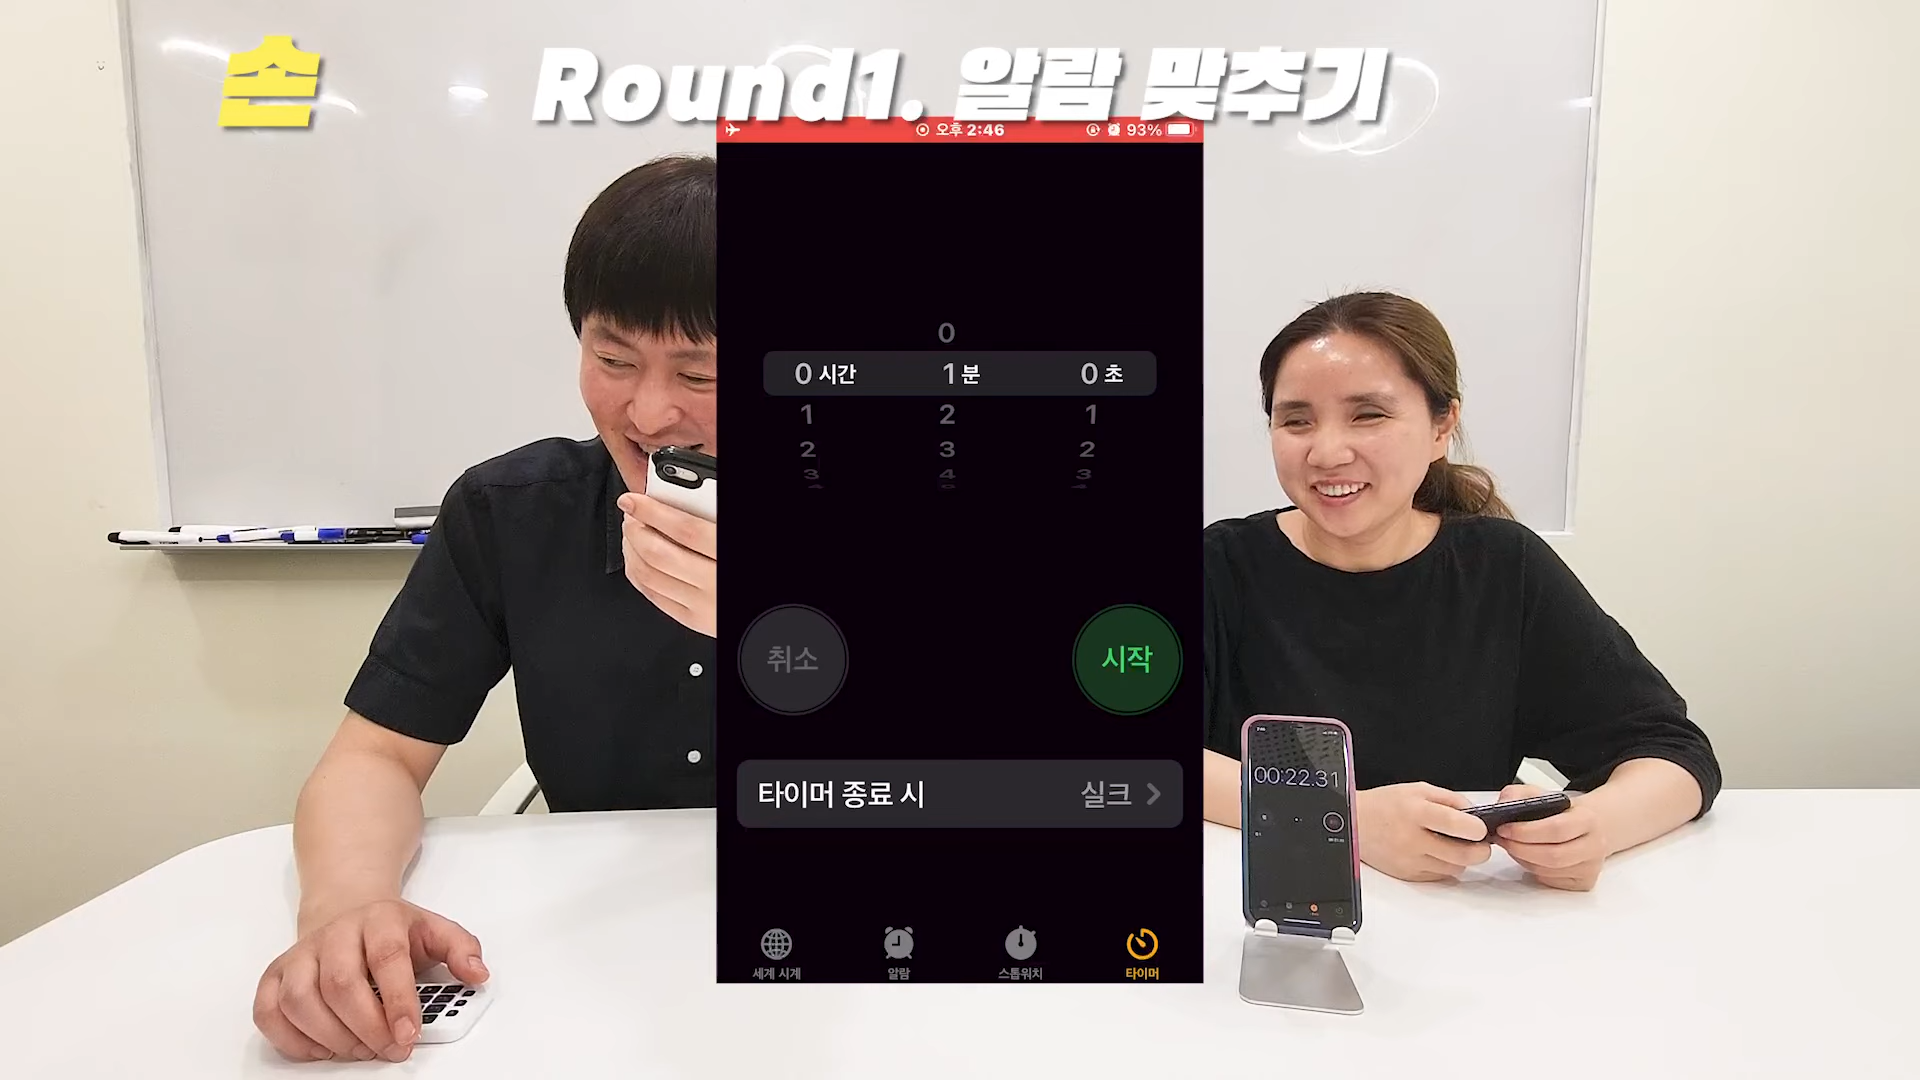 손
Round1. 알람 맞추기
오후 2:46
93%
0
0 시간 1 분 0 초
1 2 1
2 3 2
3 4 3
취소 시작
타이머 종료 시 실크
00:22.31
세계 시계 알람 스톱워치 타이머